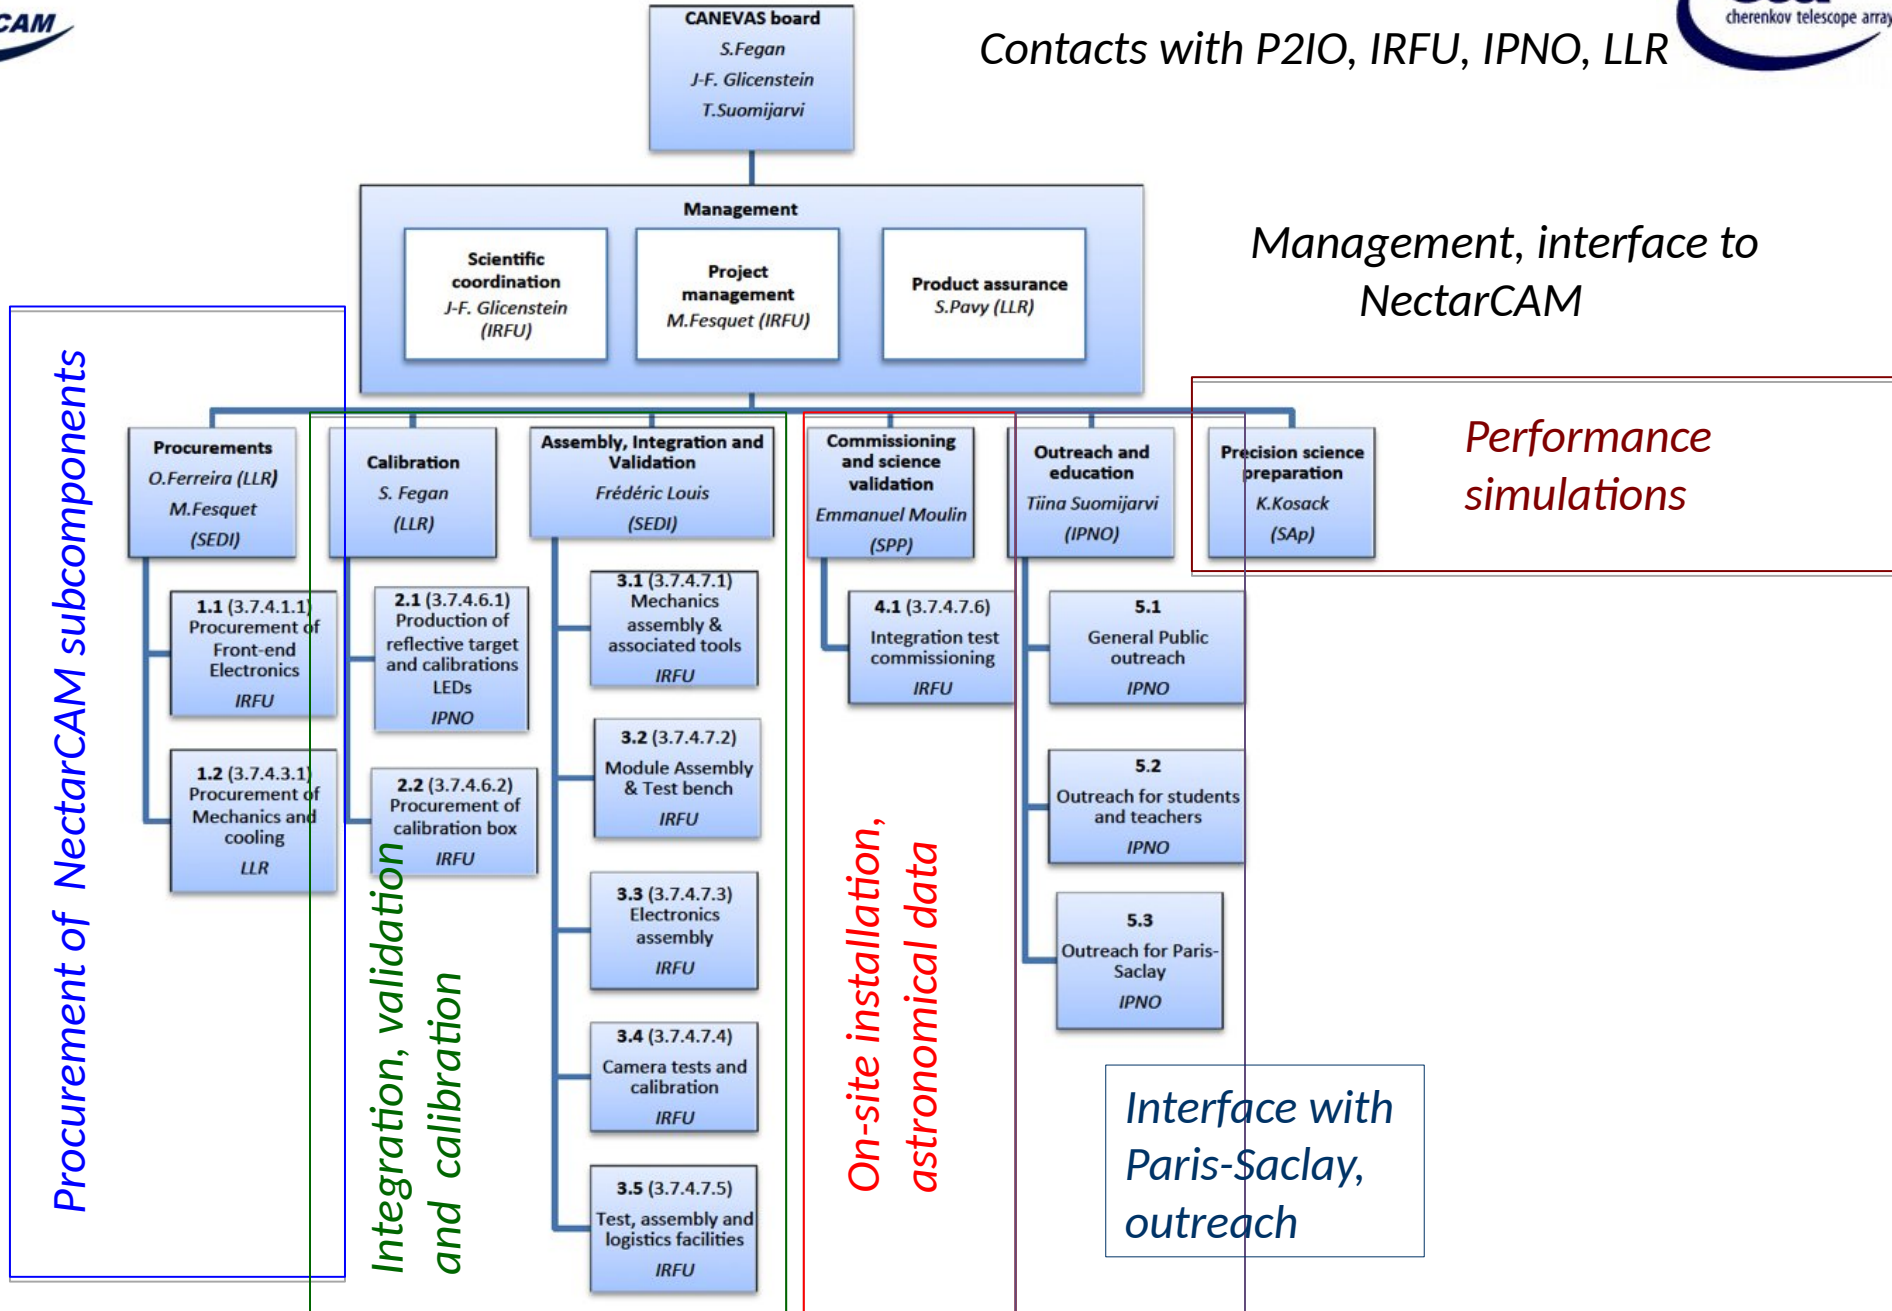 CAM
CANEVAS board
S.Fegan
J-F. Glicenstein
T.Suomijarvi
Contacts with P2IO, IRFU, IPNO, LLR
cherenkov telescope array
Management
Scientific
coordination
J-F. Glicenstein
(IRFU)
Project
management
M.Fesquet (IRFU)
Product assurance
S.Pavy (LLR)
Management, interface to
NectarCAM
Procurement of NectarCAM subcomponents
Procurements
O.Ferreira (LLR)
M.Fesquet
(SEDI)
1.1 (3.7.4.1.1)
Procurement of
Front-end
Electronics
IRFU
1.2 (3.7.4.3.1)
Procurement of
Mechanics and
cooling
LLR
Calibration
S. Fegan
(LLR)
2.1 (3.7.4.6.1)
Production of
reflective target
and calibrations
LEDs
IPNO
2.2 (3.7.4.6.2)
Procurement of
calibration box
IRFU
Integration, validation
and calibration
Assembly, Integration and
Validation
Frédéric Louis
(SEDI)
3.1 (3.7.4.7.1)
Mechanics
assembly &
associated tools
IRFU
3.2 (3.7.4.7.2)
Module Assembly
& Test bench
IRFU
3.3 (3.7.4.7.3)
Electronics
assembly
IRFU
3.4 (3.7.4.7.4)
Camera tests and
calibration
IRFU
3.5 (3.7.4.7.5)
Test, assembly and
logistics facilities
IRFU
Commissioning
and science
validation
Emmanuel Moulin
(SPP)
4.1 (3.7.4.7.6)
Integration test
commissioning
IRFU
On-site installation,
astronomical data
Outreach and
education
Tiina Suomijarvi
(IPNO)
5.1
General Public
outreach
IPNO
5.2
Outreach for students
and teachers
IPNO
5.3
Outreach for Paris-
Saclay
IPNO
Precision science
preparation
K.Kosack
(SAp)
Performance
simulations
Interface with
Paris-Saclay,
outreach